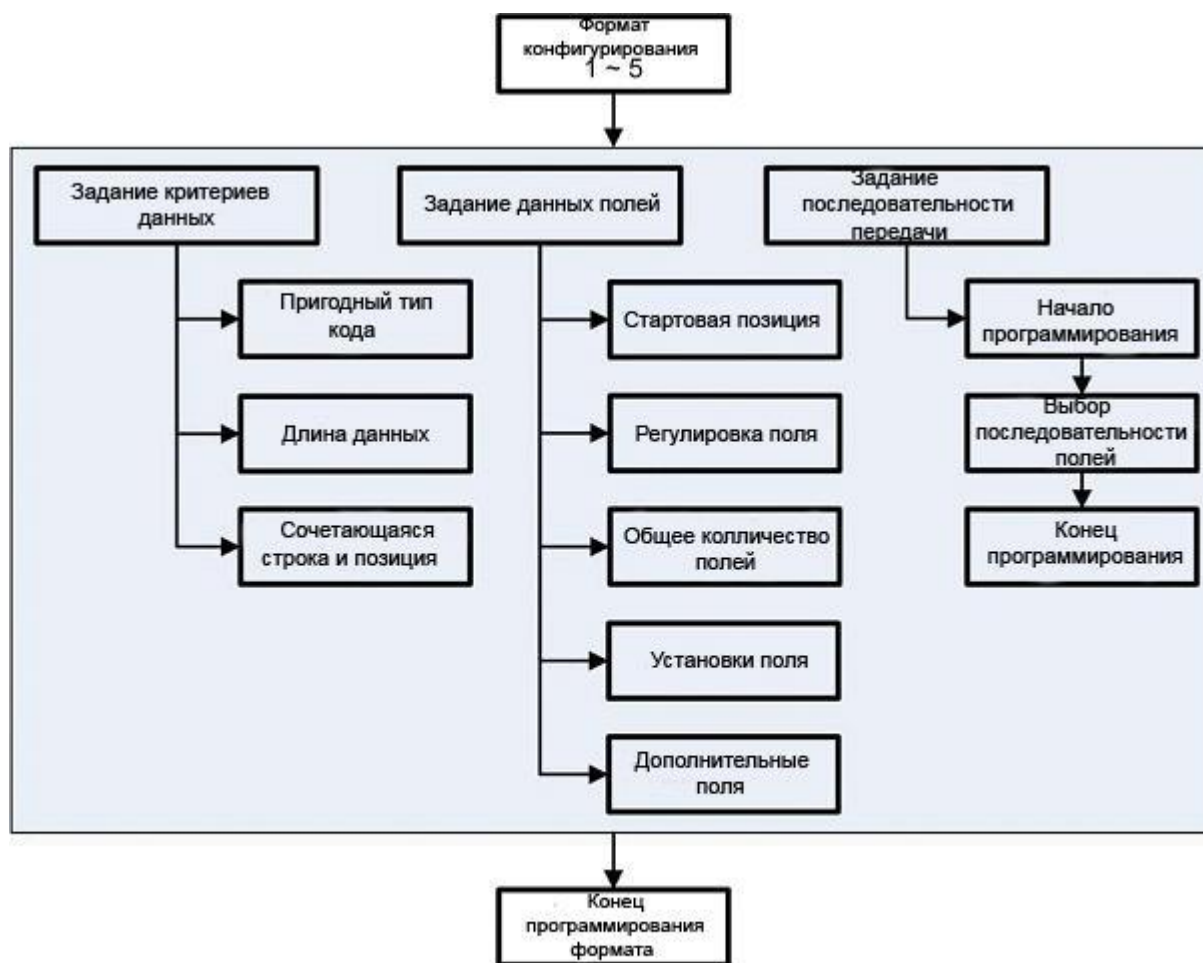 Формат
конфигурирования
1 ~ 5
Задание критериев
данных
Пригодный тип
кода
Длина данных
Сочетающаяся
строка и позиция
Задание данных полей
Стартовая позиция
Регулировка поля
Общее колличество
полей
Установки поля
Дополнительные
поля
Задание
последовательности
передачи
Начало
программирования
Выбор
последовательности
полей
Конец
программирования
Конец
программирования
формата